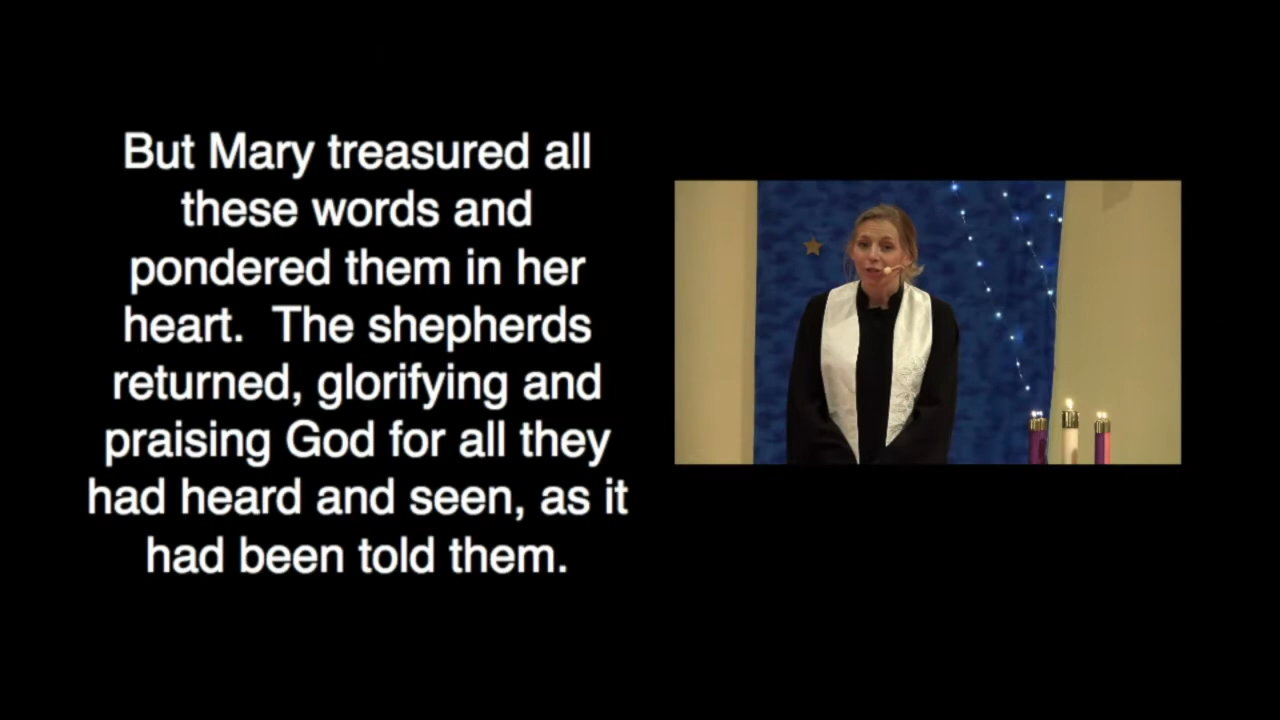 But Mary treasured all
these words and
pondered them in her
heart.  The shepherds
returned, glorifying and
praising God for all they
had heard and seen, as it
had been told them.